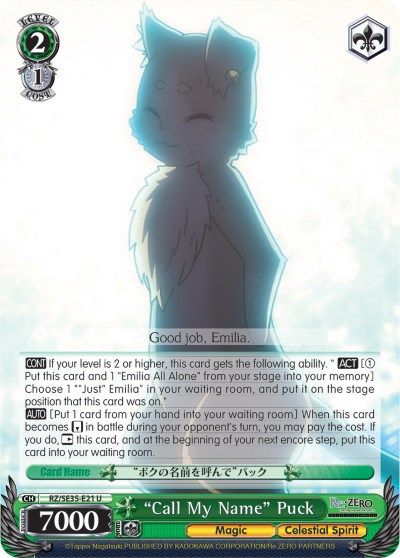 LEVEL
2
1
COST
Good job, Emilia.
CONT If your level is 2 or higher, this card gets the following ability. " ACT [①
Put this card and 1 "Emilia All Alone" from your stage into your memory]
Choose 1 ""Just" Emilia" in your waiting room, and put it on the stage
position that this card was on."
AUTO [Put 1 card from your hand into your waiting room] When this card
becomes in battle during your opponent's turn, you may pay the cost. If
you do, this card, and at the beginning of your next encore step, put this
card into your memory.
Card Name “ボクの名前を呼んで”パック
CH RZ/SE35-E21 U
“Call My Name” Puck
Re:ZERO
POWER 7000
Magic Celestial Spirit
©Tappei Nagatsuki,PUBLISHED BY KADOKAWA CORPORATION/Re:ZERO PARTNERS